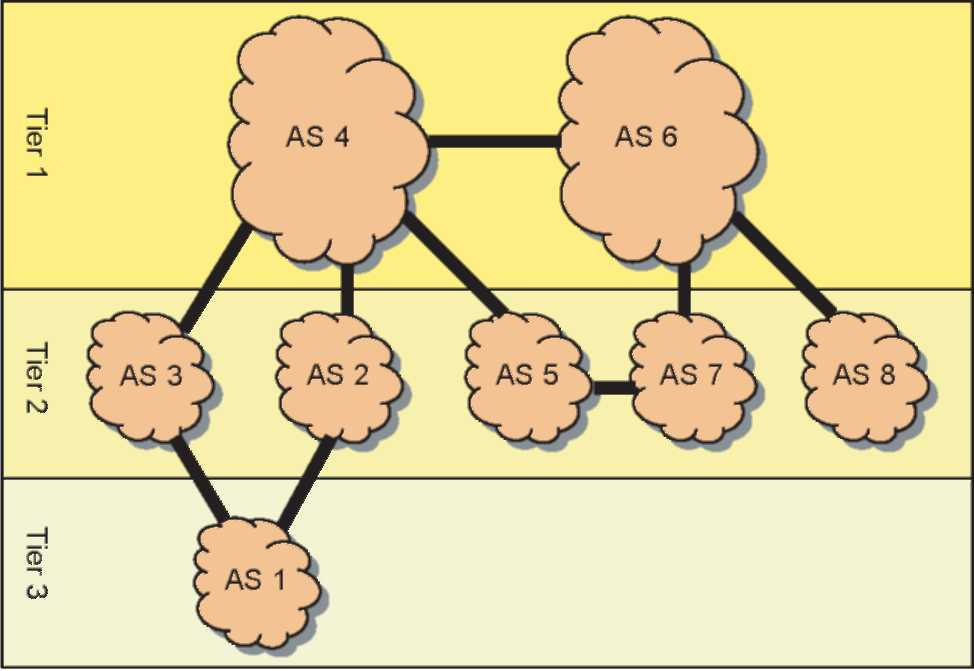 Tier 1
AS 4
AS 6
Tier 2
AS 3
AS 2
AS 5
AS 7
AS 8
Tier 3
AS 1